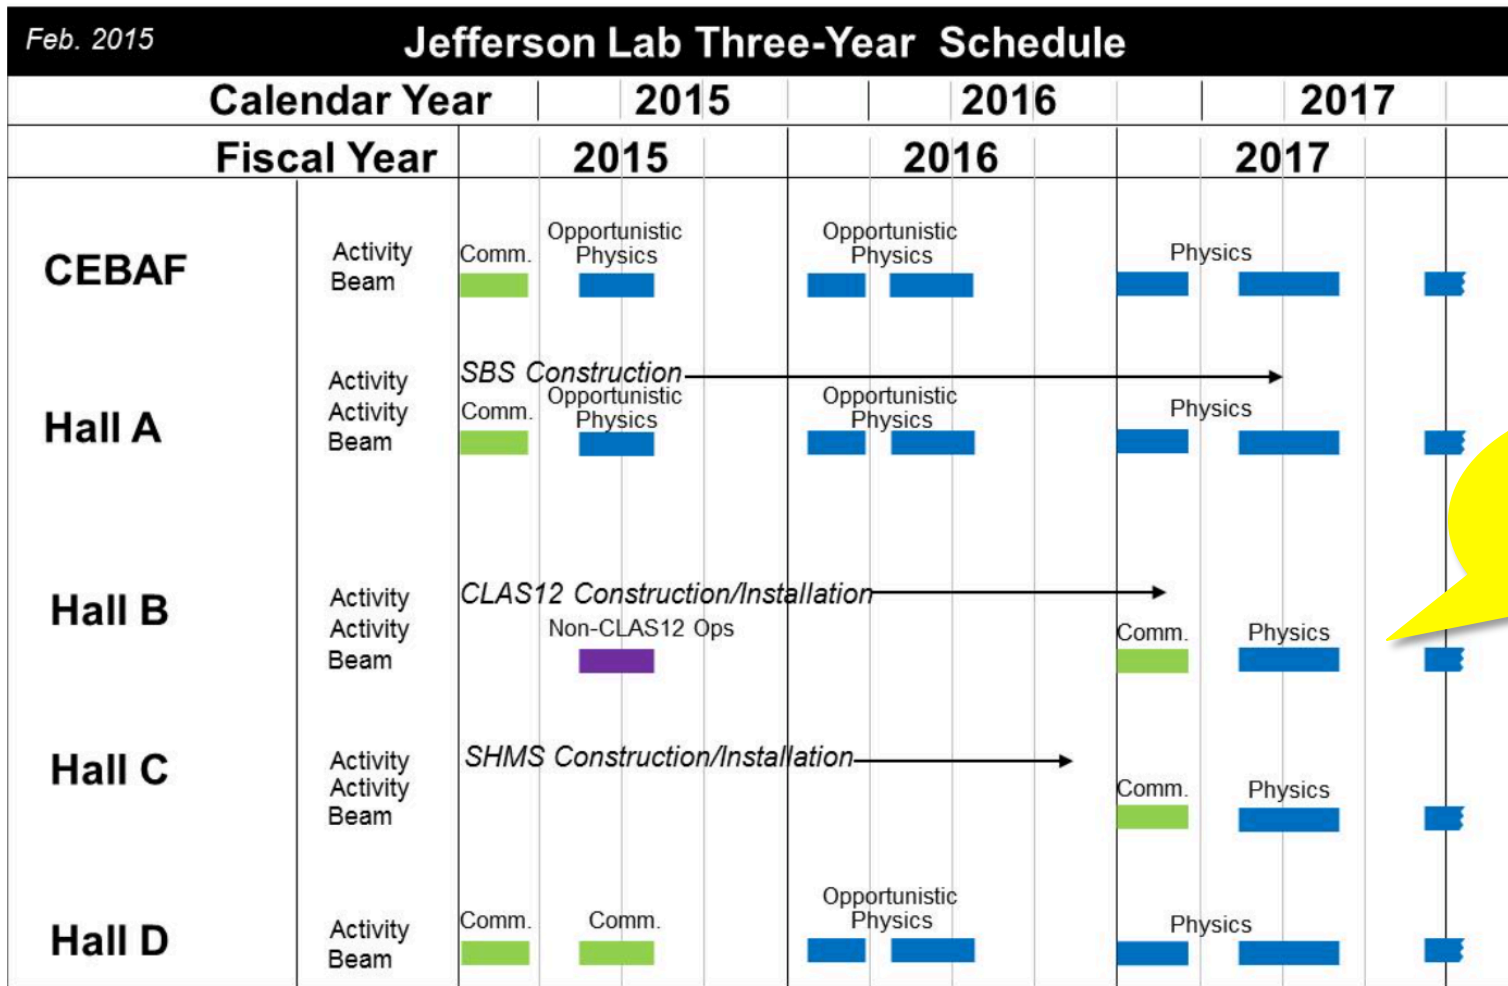 Feb. 2015
Jefferson Lab Three-Year Schedule
Calendar Year 2015 2016 2017
Fiscal Year 2015 2016 2017
CEBAF
Activity
Beam
Comm.
Opportunistic
Physics
Opportunistic
Physics
Physics
Hall A
Activity
Activity
Beam
SBS Construction
Comm.
Opportunistic
Physics
Opportunistic
Physics
Physics
Hall B
Activity
Activity
Beam
CLAS12 Construction/Installation
Non-CLAS12 Ops
Comm.
Physics
Hall C
Activity
Activity
Beam
SHMS Construction/Installation
Comm.
Physics
Hall D
Activity
Beam
Comm.
Comm.
Opportunistic
Physics
Physics